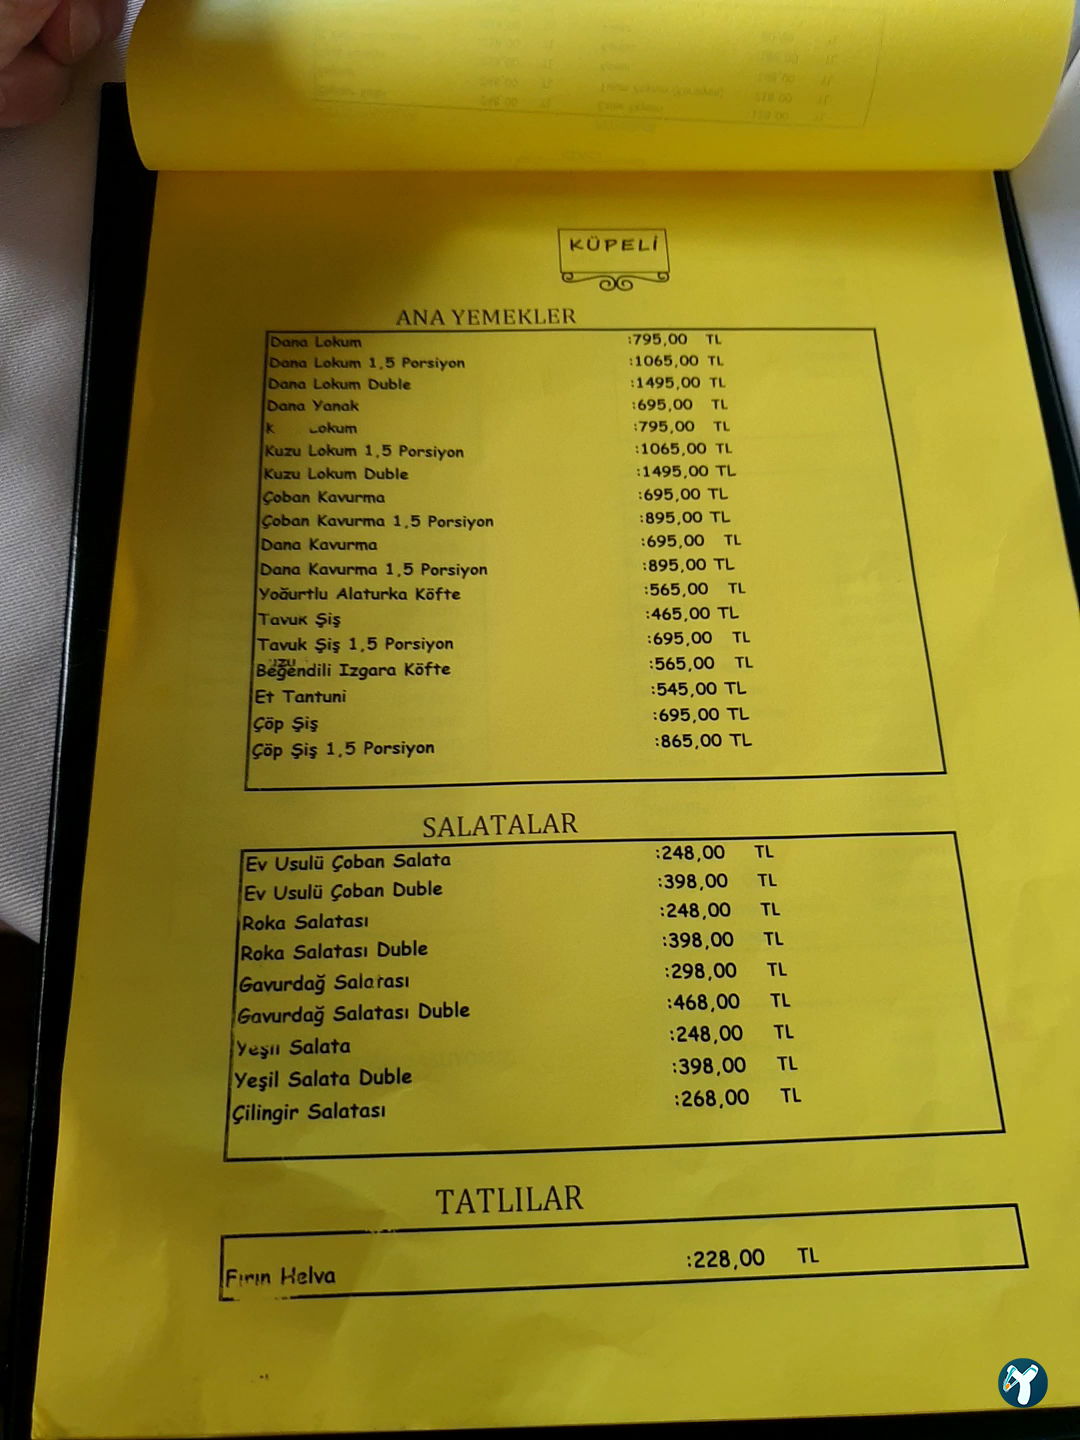 KÜPELİ
ANA YEMEKLER
Dana Lokum :795,00 TL
Dana Lokum 1,5 Porsiyon :1065,00 TL
Dana Lokum Duble :1495,00 TL
Dana Yanak :695,00 TL
K Lokum :795,00 TL
Kuzu Lokum 1,5 Porsiyon :1065,00 TL
Kuzu Lokum Duble :1495,00 TL
Çoban Kavurma :695,00 TL
Çoban Kavurma 1,5 Porsiyon :895,00 TL
Dana Kavurma :695,00 TL
Dana Kavurma 1,5 Porsiyon :895,00 TL
Yoğurtlu Alaturka Köfte :565,00 TL
Tavuk Şiş :465,00 TL
Tavuk Şiş 1,5 Porsiyon :695,00 TL
Beğendili Izgara Köfte :565,00 TL
Et Tantuni :545,00 TL
Çöp Şiş :695,00 TL
Çöp Şiş 1,5 Porsiyon :865,00 TL
SALATALAR
Ev Usulü Çoban Salata :248,00 TL
Ev Usulü Çoban Duble :398,00 TL
Roka Salatası :248,00 TL
Roka Salatası Duble :398,00 TL
Gavurdağ Salatası :298,00 TL
Gavurdağ Salatası Duble :468,00 TL
Yeşil Salata :248,00 TL
Yeşil Salata Duble :398,00 TL
Çilingir Salatası :268,00 TL
TATLILAR
Fırın Helva :228,00 TL